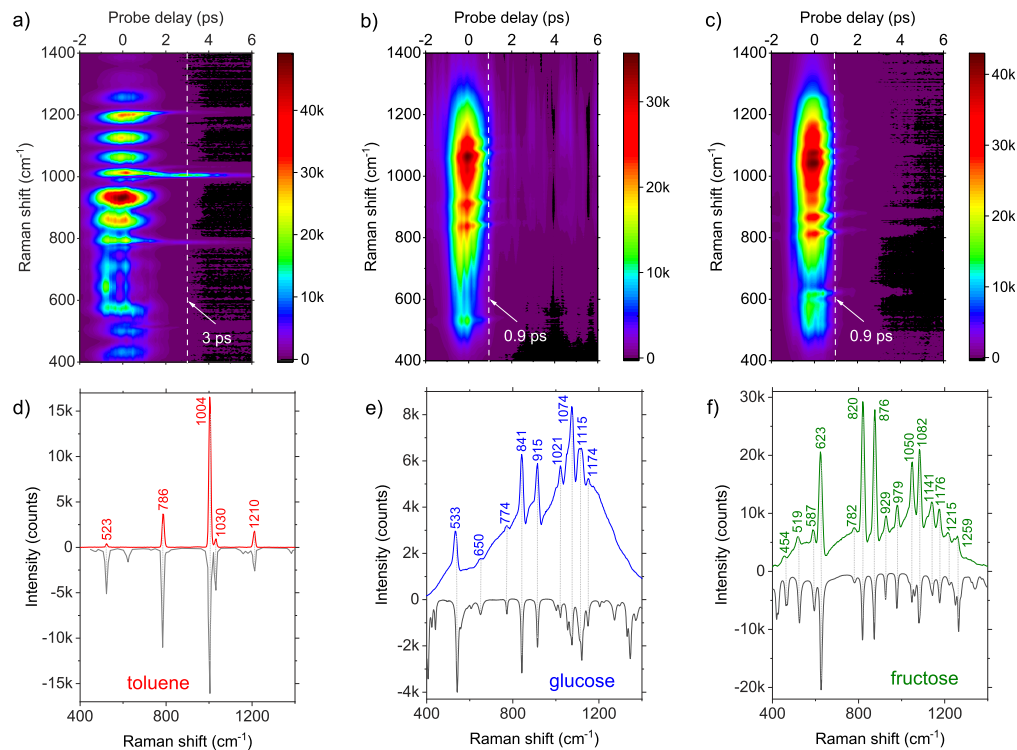 a)
Probe delay (ps)
-2 0 2 4 6
Raman shift (cm-1)
1400
1200
1000
800
600
400
3 ps
40k
30k
20k
10k
0
b)
Probe delay (ps)
-2 0 2 4 6
Raman shift (cm-1)
1400
1200
1000
800
600
400
0.9 ps
30k
20k
10k
0
c)
Probe delay (ps)
-2 0 2 4 6
Raman shift (cm-1)
1400
1200
1000
800
600
400
0.9 ps
40k
30k
20k
10k
0
d)
Intensity (counts)
15k
10k
5k
0
-5k
-10k
-15k
523
786
1004
1030
1210
toluene
400 800 1200
Raman shift (cm-1)
e)
Intensity (counts)
8k
6k
4k
2k
0
-2k
-4k
533
650
774
841
915
1021
1074
1115
1174
glucose
400 800 1200
Raman shift (cm-1)
f)
Intensity (counts)
30k
20k
10k
0
-10k
-20k
454
519
587
623
782
820
876
929
979
1050
1082
1141
1176
1215
1259
fructose
400 800 1200
Raman shift (cm-1)